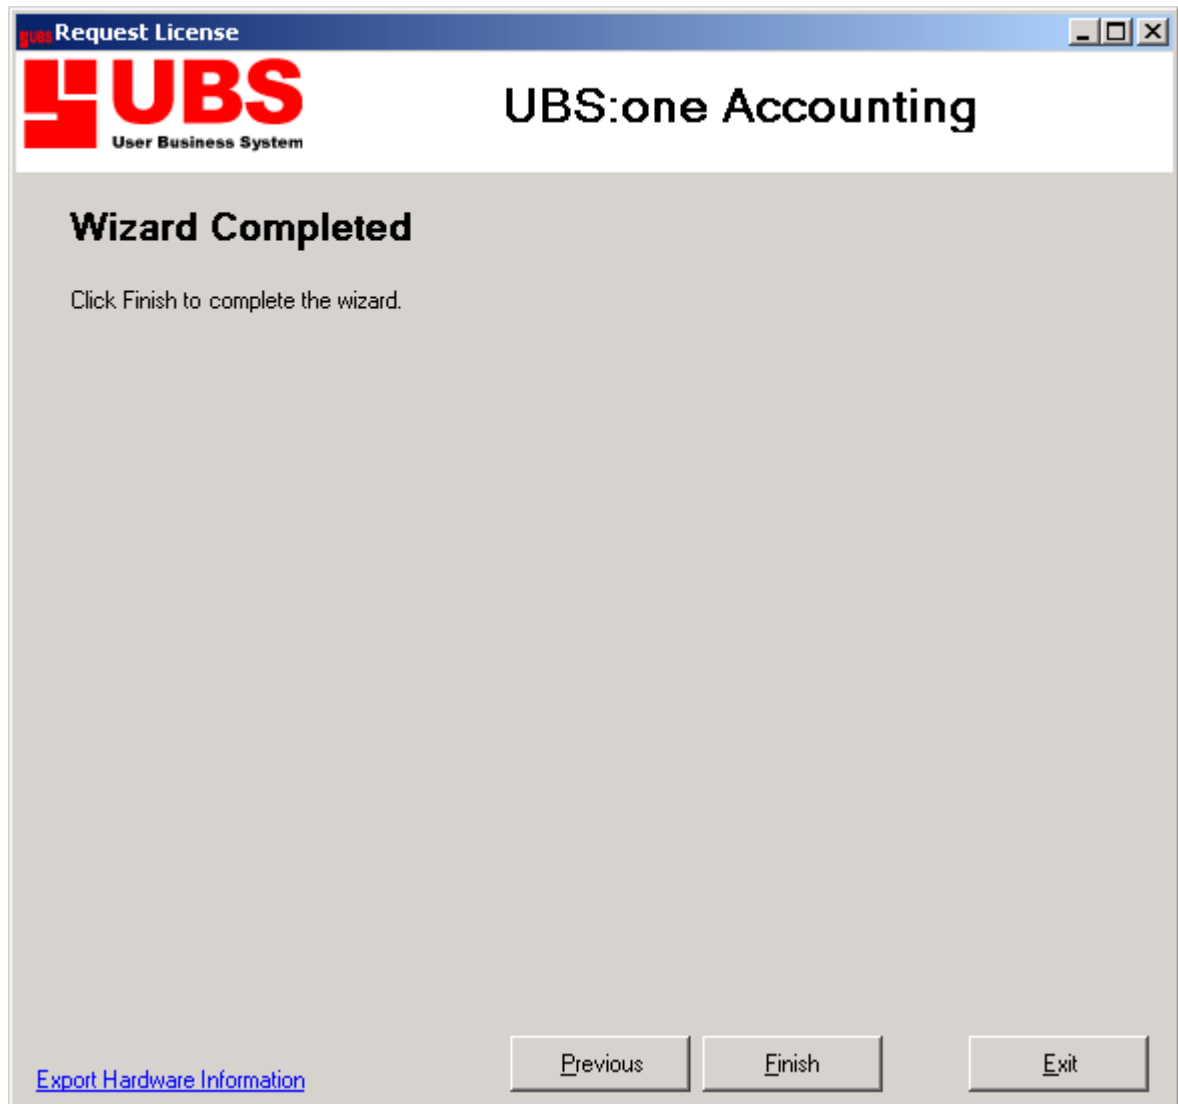 UBS Request License
UBS
User Business System
UBS:one Accounting
Wizard Completed
Click Finish to complete the wizard.
Export Hardware Information
Previous
Finish
Exit